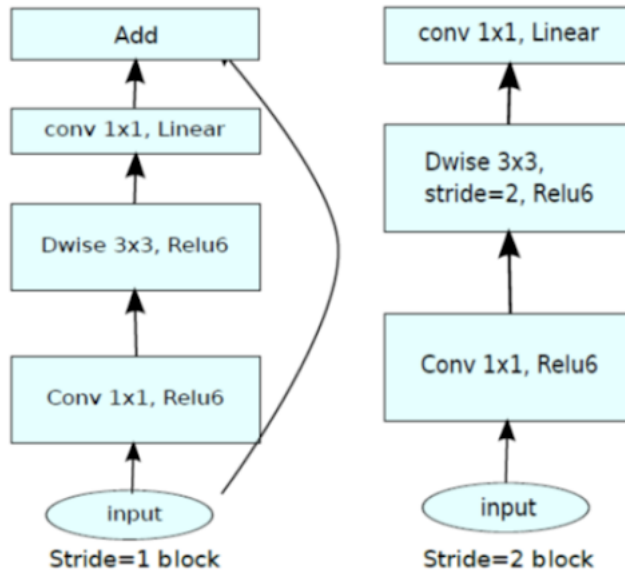 Add
conv 1x1, Linear
Dwise 3x3, Relu6
Conv 1x1, Relu6
input
Stride=1 block
conv 1x1, Linear
Dwise 3x3,
stride=2, Relu6
Conv 1x1, Relu6
input
Stride=2 block